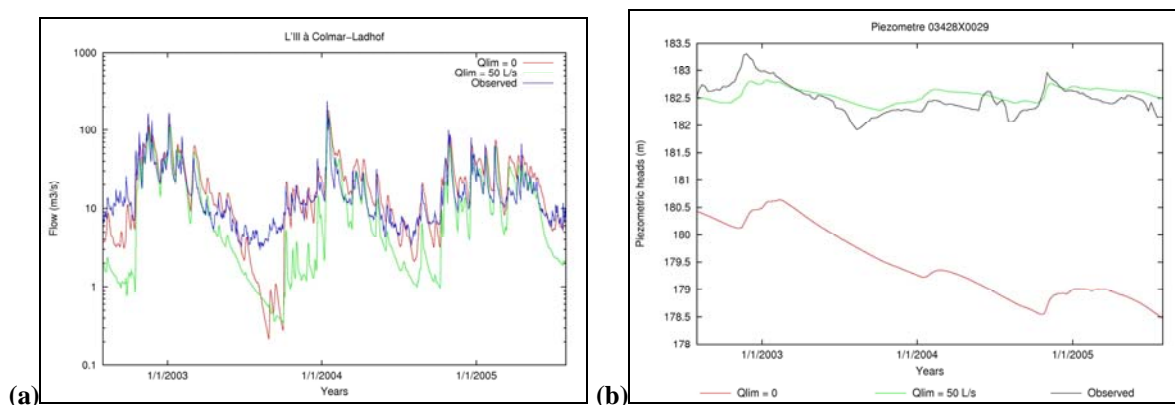 L'Ill à Colmar-Ladhof
Qlim = 0
Qlim = 50 L/s
Observed
1000
100
10
1
0.1
Flow (m3/s)
1/1/2003
1/1/2004
1/1/2005
Years
(a)
Piezometre 03428X0029
183.5
183
182.5
182
181.5
181
180.5
180
179.5
179
178.5
178
Piezometric heads (m)
1/1/2003
1/1/2004
1/1/2005
Years
Qlim = 0
Qlim = 50 L/s
Observed
(b)